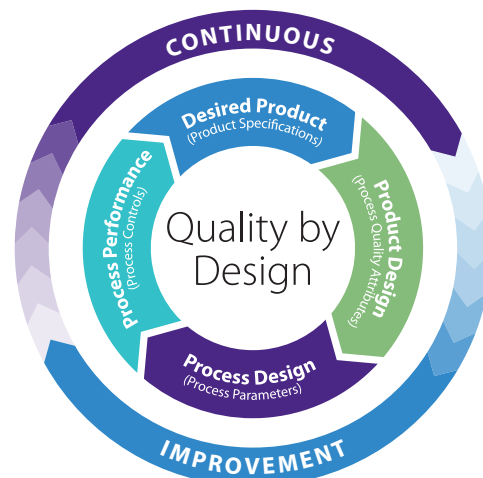 CONTINUOUS
Desired Product
(Product Specifications)
Product Design
(Process Quality Attributes)
Process Design
(Process Parameters)
Process Performance
(Process Controls)
Quality by
Design
IMPROVEMENT